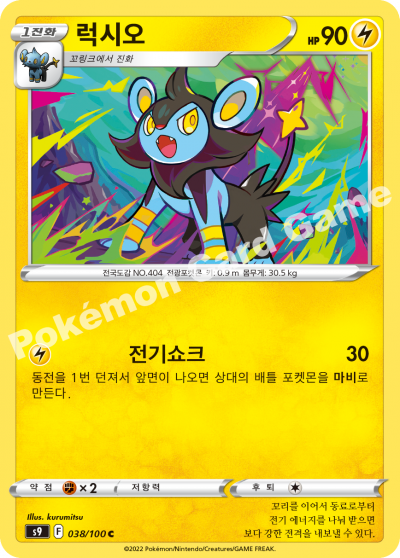 1진화 럭시오 HP 90
꼬링크에서 진화
전국도감 NO.404 전광포켓몬 키: 0.9 m 몸무게: 30.5 kg
Pokémon Card Game
전기쇼크 30
동전을 1번 던져서 앞면이 나오면 상대의 배틀 포켓몬을 마비로
만든다.
약점 ×2 저항력 후퇴
Illus. kurumitsu
s9 F 038/100 C
꼬리를 이어서 동료로부터
전기 에너지를 나눠 받으면
보다 강한 전격을 내보낼 수 있다.
©2022 Pokémon/Nintendo/Creatures/GAME FREAK.